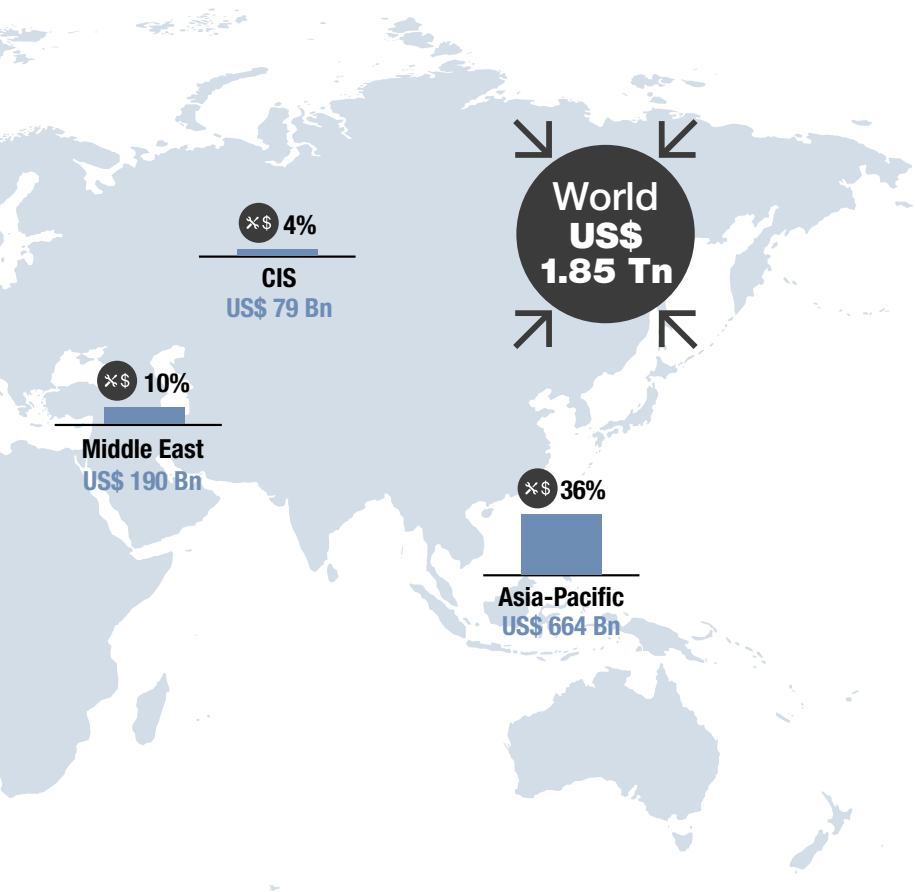 World
US$
1.85 Tn
$ 4%
CIS
US$ 79 Bn
$ 10%
Middle East
US$ 190 Bn
$ 36%
Asia-Pacific
US$ 664 Bn